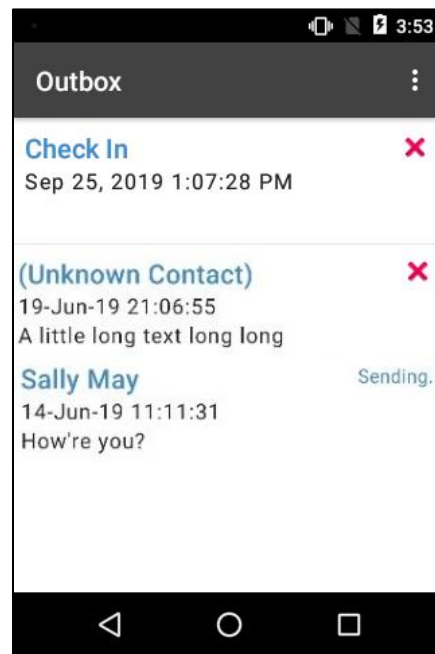 3:53
Outbox
Check In
Sep 25, 2019 1:07:28 PM
(Unknown Contact)
19-Jun-19 21:06:55
A little long text long long
Sally May
Sending.
14-Jun-19 11:11:31
How're you?